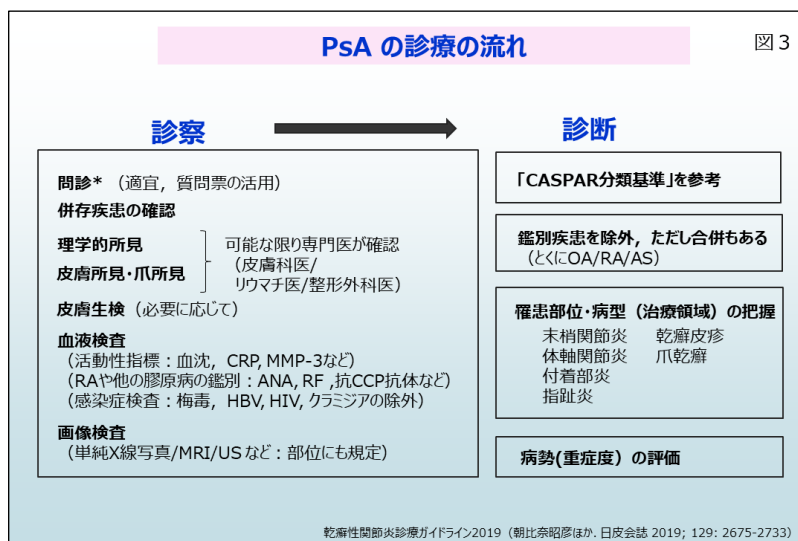 PsA の診療の流れ
図3
診察
診断
問診* （適宜，質問票の活用）
併存疾患の確認
理学的所見
皮膚所見・爪所見
可能な限り専門医が確認
（皮膚科医/
リウマチ医/整形外科医）
皮膚生検（必要に応じて）
血液検査
（活動性指標：血沈，CRP, MMP-3など）
（RAや他の膠原病の鑑別：ANA, RF ,抗CCP抗体など）
（感染症検査：梅毒，HBV, HIV, クラミジアの除外）
画像検査
（単純X線写真/MRI/US など：部位にも規定）
「CASPAR分類基準」を参考
鑑別疾患を除外，ただし合併もある
（とくにOA/RA/AS）
罹患部位・病型（治療領域）の把握
末梢関節炎　乾癬皮疹
体軸関節炎　爪乾癬
付着部炎
指趾炎
病勢(重症度）の評価
乾癬性関節炎診療ガイドライン2019（朝比奈昭彦ほか. 日皮会誌 2019; 129: 2675-2733）